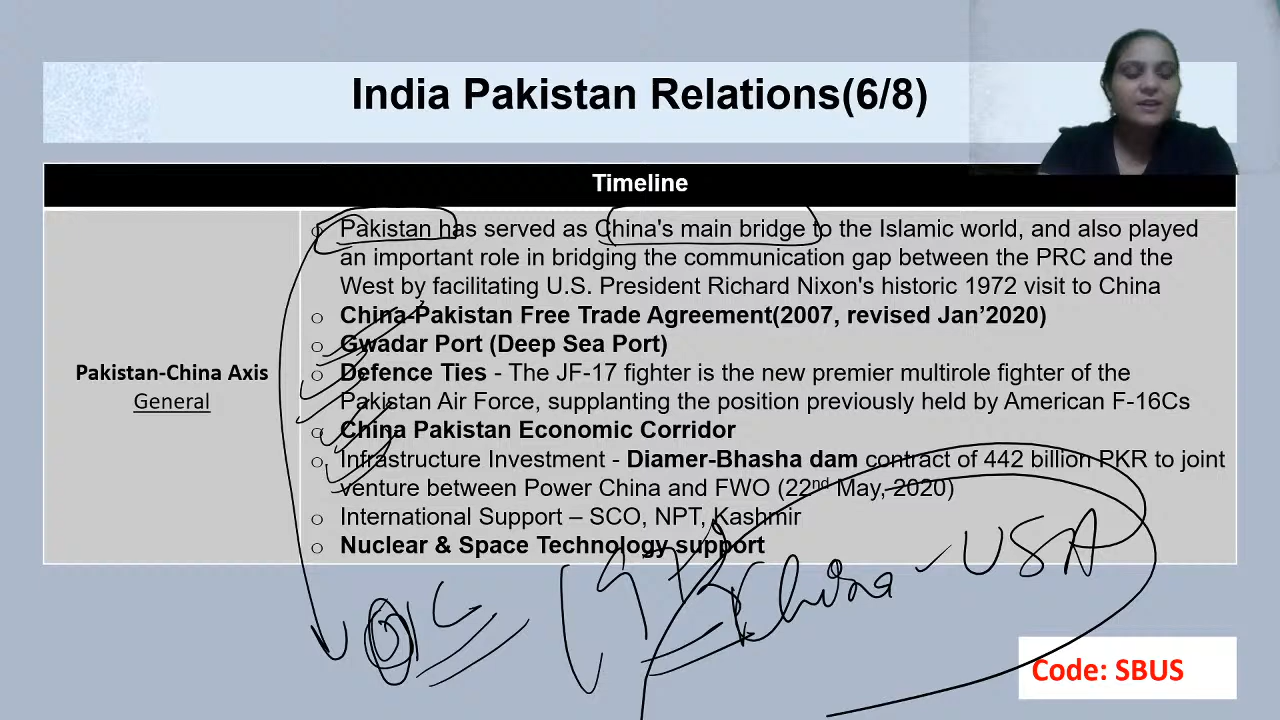 India Pakistan Relations(6/8)
Timeline
Pakistan-China Axis
General
o Pakistan has served as China's main bridge to the Islamic world, and also played
an important role in bridging the communication gap between the PRC and the
West by facilitating U.S. President Richard Nixon's historic 1972 visit to China
o China-Pakistan Free Trade Agreement(2007, revised Jan'2020)
o Gwadar Port (Deep Sea Port)
o Defence Ties - The JF-17 fighter is the new premier multirole fighter of the
Pakistan Air Force, supplanting the position previously held by American F-16Cs
o China Pakistan Economic Corridor
o Infrastructure Investment - Diamer-Bhasha dam contract of 442 billion PKR to joint
venture between Power China and FWO (22nd May, 2020)
o International Support – SCO, NPT, Kashmir
o Nuclear & Space Technology support
OIC
China - USA
Code: SBUS